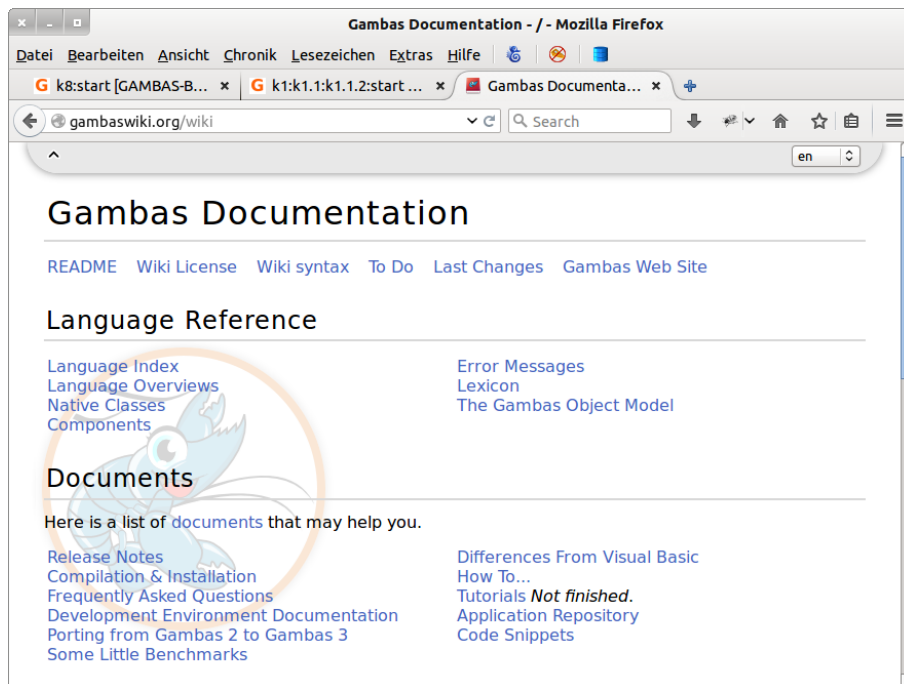 Gambas Documentation - / - Mozilla Firefox
Datei Bearbeiten Ansicht Chronik Lesezeichen Extras Hilfe
G k8:start [GAMBAS-B... × G k1:k1.1:k1.1.2:start ... × Gambas Documenta... ×
gambaswiki.org/wiki Search
en
Gambas Documentation
README Wiki License Wiki syntax To Do Last Changes Gambas Web Site
Language Reference
Language Index
Language Overviews
Native Classes
Components
Error Messages
Lexicon
The Gambas Object Model
Documents
Here is a list of documents that may help you.
Release Notes
Compilation & Installation
Frequently Asked Questions
Development Environment Documentation
Porting from Gambas 2 to Gambas 3
Some Little Benchmarks
Differences From Visual Basic
How To...
Tutorials Not finished.
Application Repository
Code Snippets